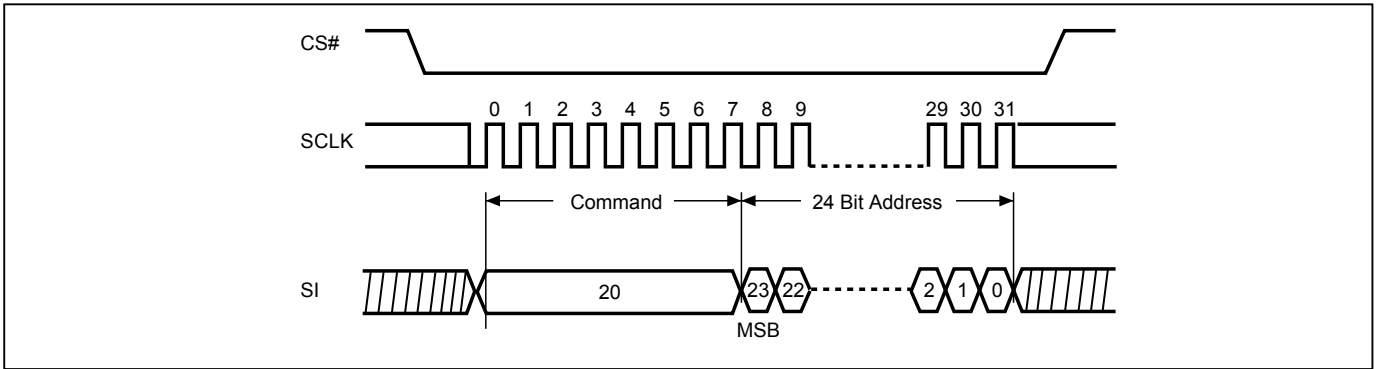 CS#
0 1 2 3 4 5 6 7 8 9 29 30 31
SCLK
Command 24 Bit Address
SI 20 23 22 2 1 0
MSB